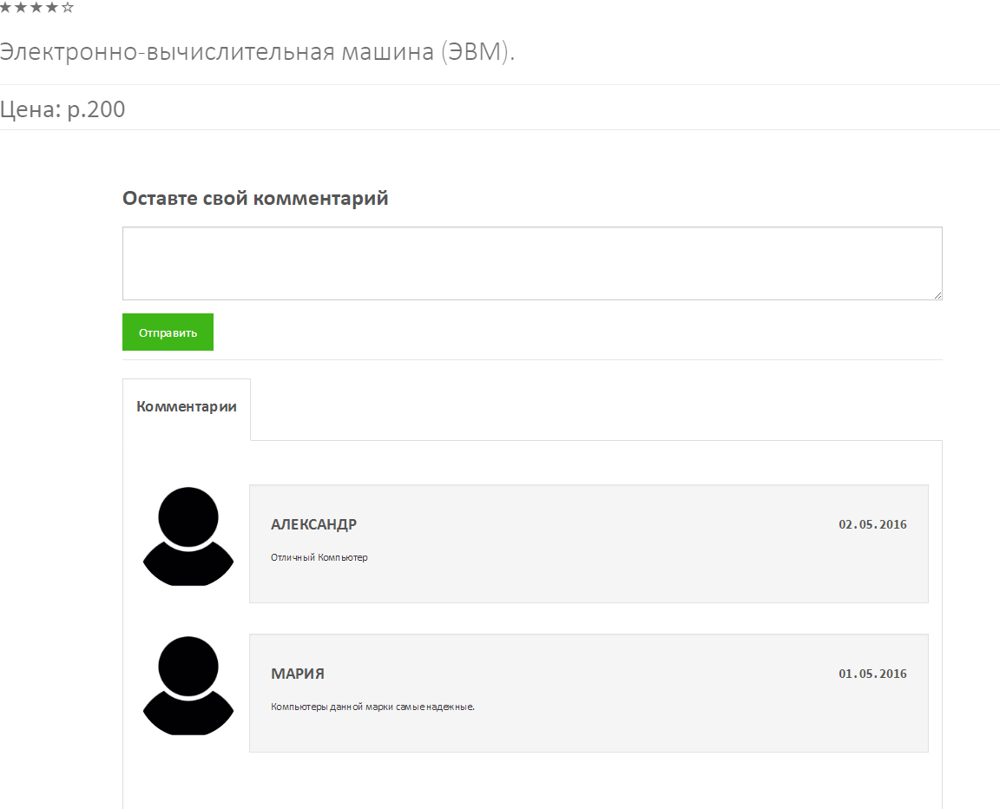 ★★★★☆
Электронно-вычислительная машина (ЭВМ).
Цена: р.200
Оставте свой комментарий
Отправить
Комментарии
АЛЕКСАНДР 02.05.2016
Отличный Компьютер
МАРИЯ 01.05.2016
Компьютеры данной марки самые надежные.